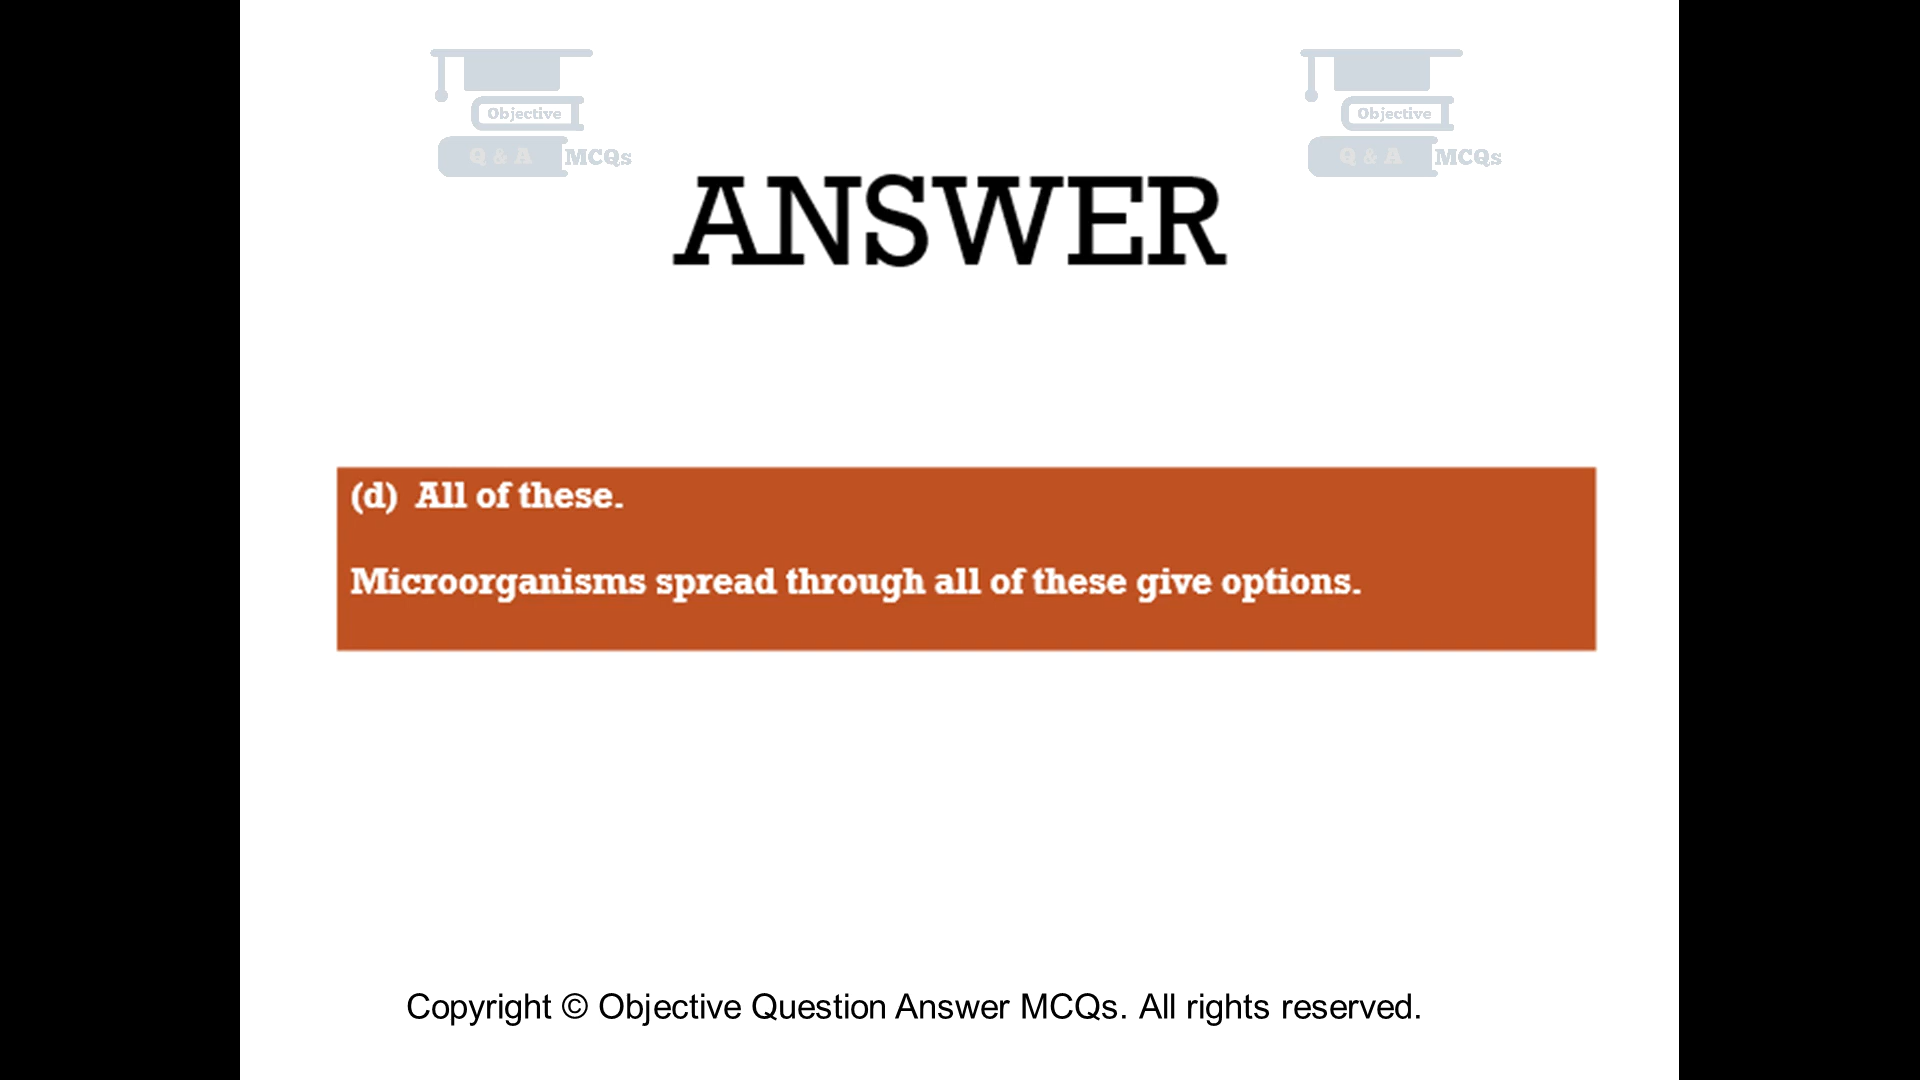 Objective
Q & A MCQs
Objective
Q & A MCQs
ANSWER
(d) All of these.
Microorganisms spread through all of these give options.
Copyright © Objective Question Answer MCQs. All rights reserved.